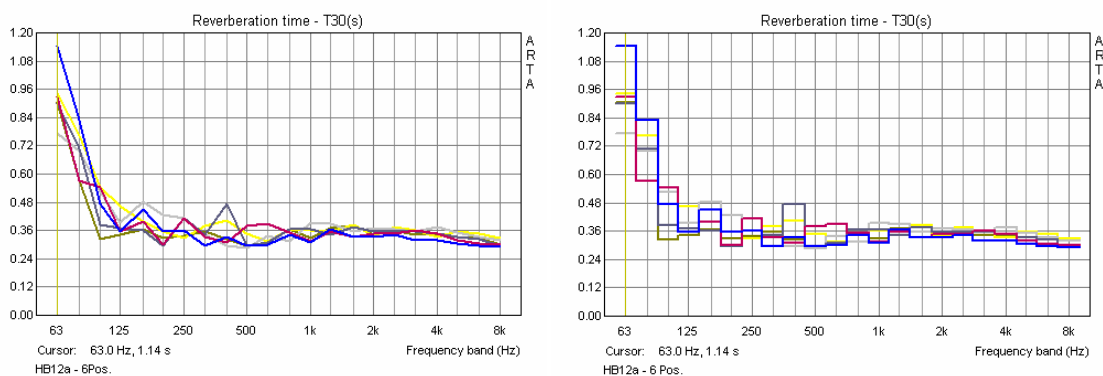 Reverberation time - T30(s)
1.20
1.08
0.96
0.84
0.72
0.60
0.48
0.36
0.24
0.12
0.00
A
R
T
A
63 125 250 500 1k 2k 4k 8k
Cursor: 63.0 Hz, 1.14 s Frequency band (Hz)
HB12a - 6Pos.
Reverberation time - T30(s)
1.20
1.08
0.96
0.84
0.72
0.60
0.48
0.36
0.24
0.12
0.00
A
R
T
A
63 125 250 500 1k 2k 4k 8k
Cursor: 63.0 Hz, 1.14 s Frequency band (Hz)
HB12a - 6 Pos.